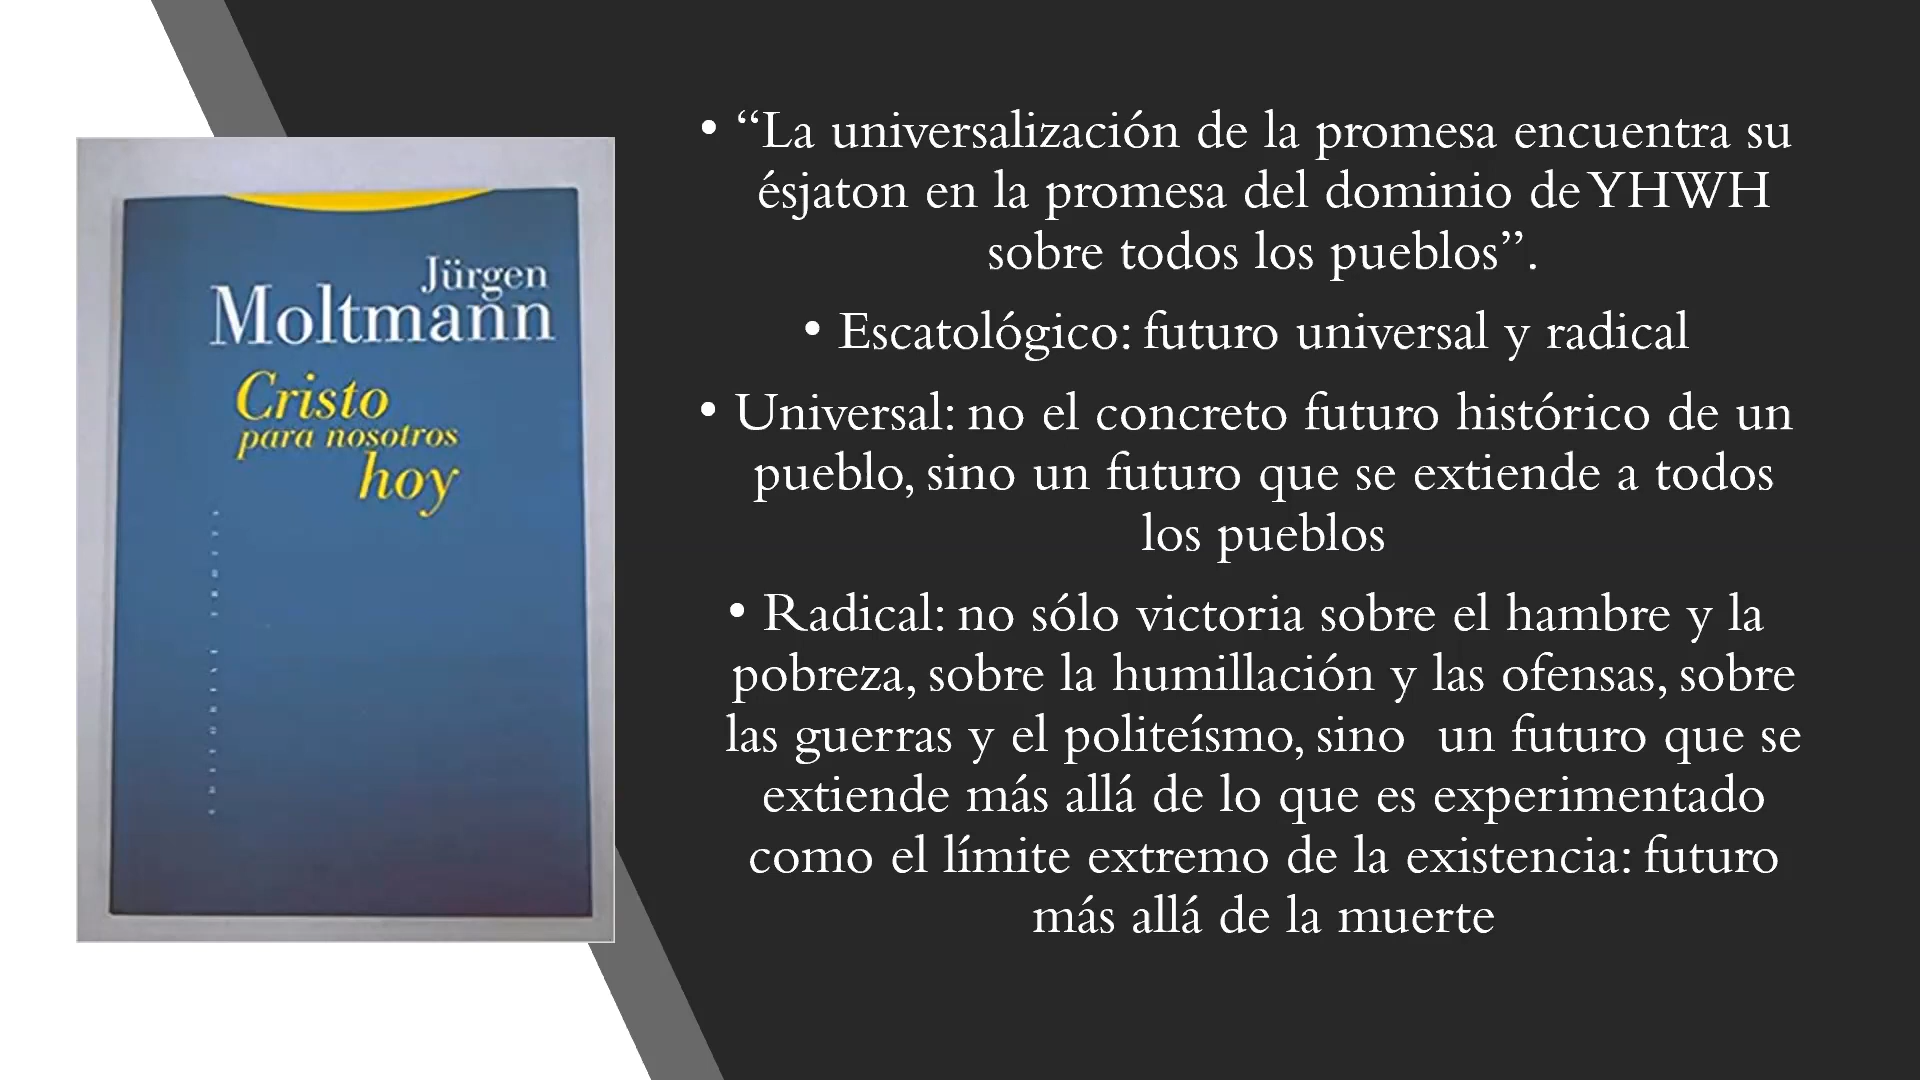 Jürgen
Moltmann
Cristo
para nosotros
hoy
• “La universalización de la promesa encuentra su
ésjaton en la promesa del dominio de YHWH
sobre todos los pueblos”.
• Escatológico: futuro universal y radical
• Universal: no el concreto futuro histórico de un
pueblo, sino un futuro que se extiende a todos
los pueblos
• Radical: no sólo victoria sobre el hambre y la
pobreza, sobre la humillación y las ofensas, sobre
las guerras y el politeísmo, sino  un futuro que se
extiende más allá de lo que es experimentado
como el límite extremo de la existencia: futuro
más allá de la muerte